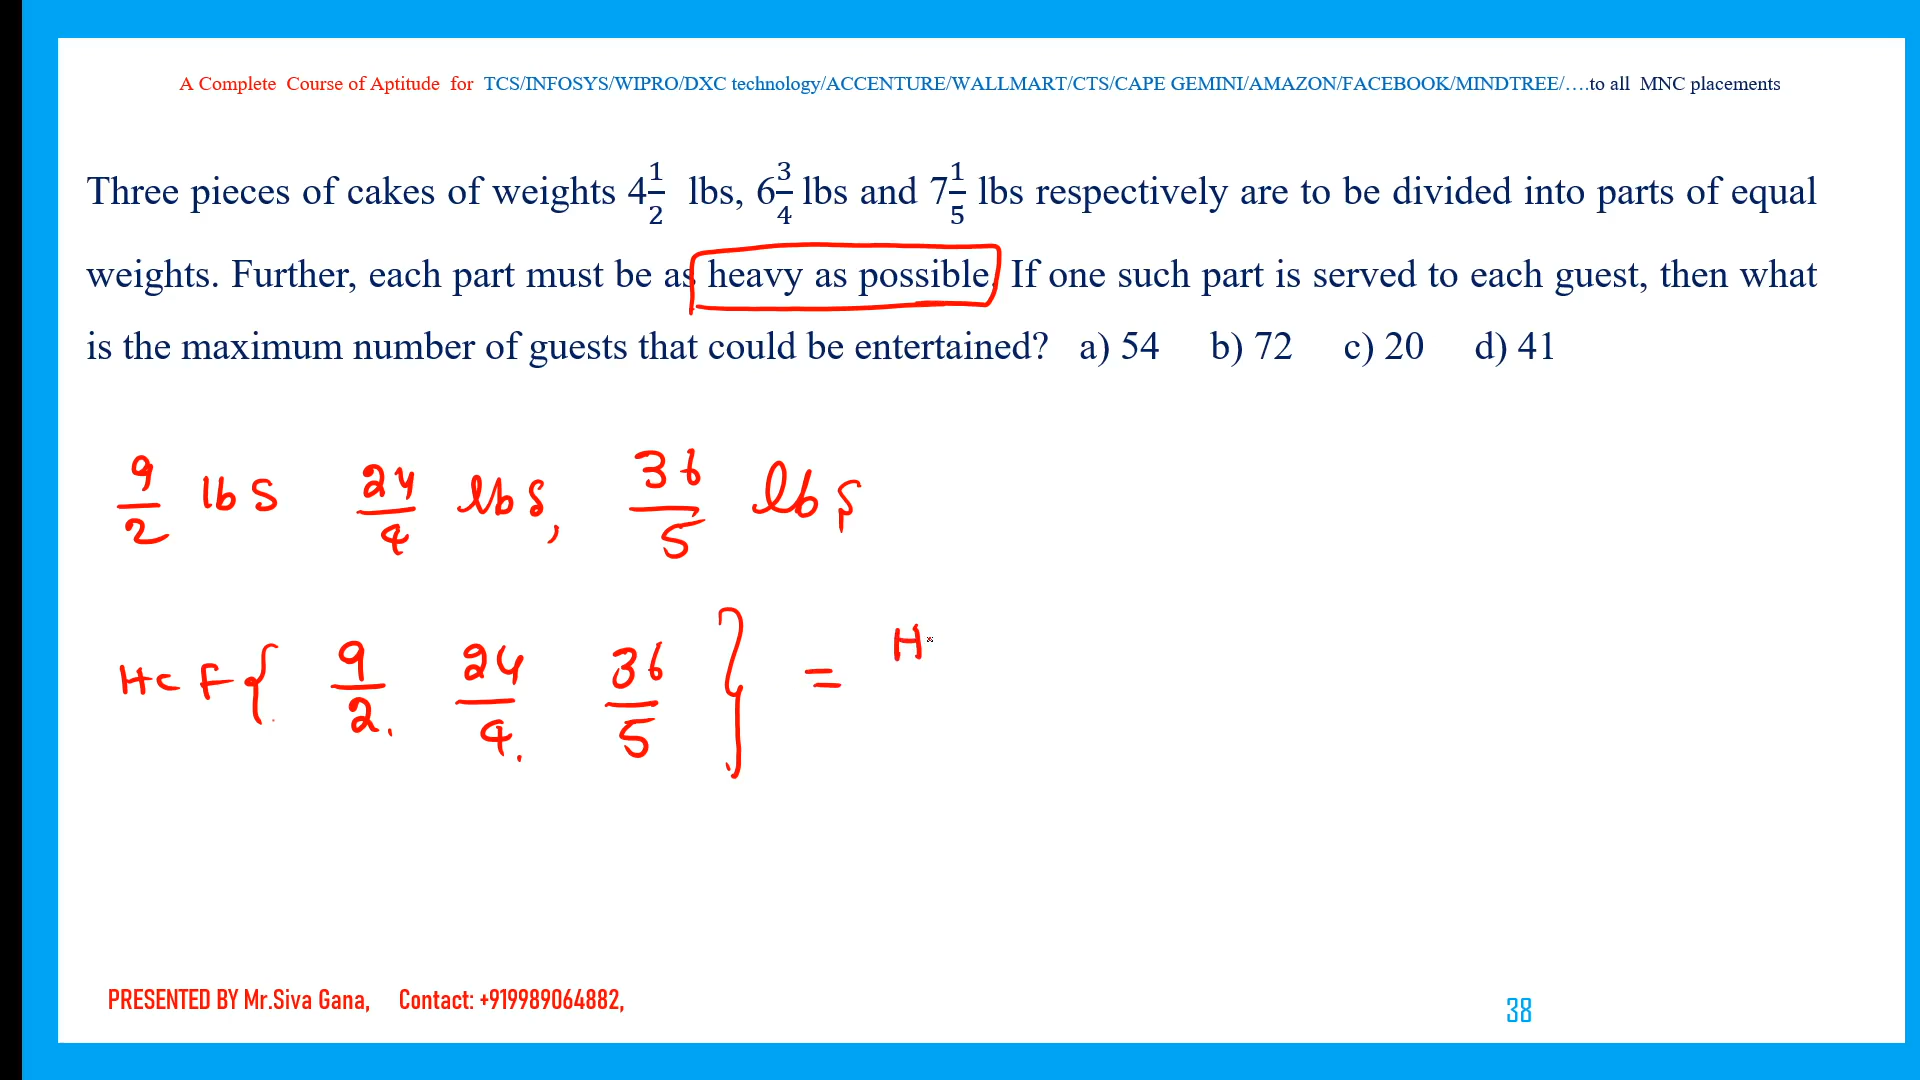 A Complete Course of Aptitude for TCS/INFOSYS/WIPRO/DXC technology/ACCENTURE/WALLMART/CTS/CAPE GEMINI/AMAZON/FACEBOOK/MINDTREE/….to all MNC placements
Three pieces of cakes of weights 4 1/2 lbs, 6 3/4 lbs and 7 1/5 lbs respectively are to be divided into parts of equal
weights. Further, each part must be as heavy as possible. If one such part is served to each guest, then what
is the maximum number of guests that could be entertained? a) 54 b) 72 c) 20 d) 41
9/2 lbs 24/4 lbs, 36/5 lbs
HCF { 9/2. 24/4. 36/5 } = H
PRESENTED BY Mr.Siva Gana, Contact: +919989064882,
38